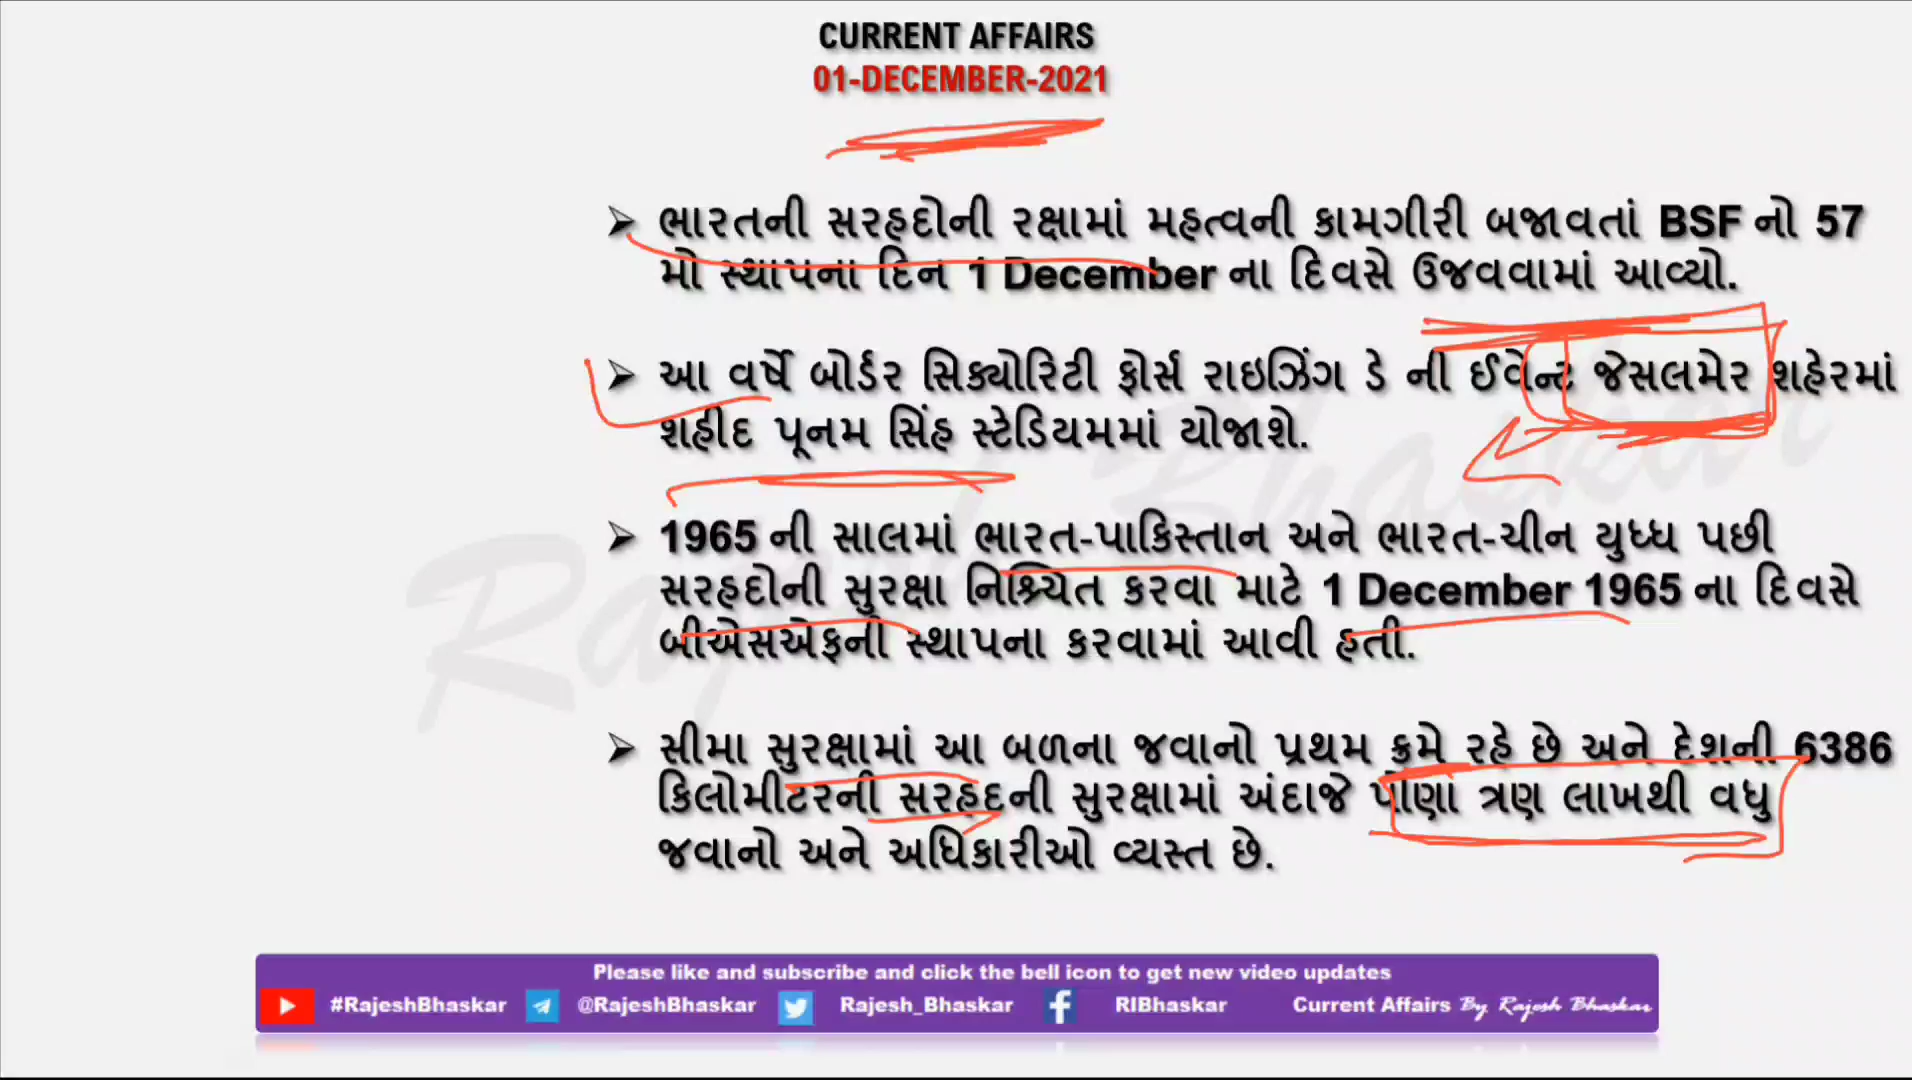 CURRENT AFFAIRS
01-DECEMBER-2021
➢ ભારતની સરહદોની રક્ષામાં મહત્વની કામગીરી બજાવતાં BSF નો 57
મો સ્થાપના દિન 1 December ના દિવસે ઉજવવામાં આવ્યો.
➢ આ વર્ષે બોર્ડર સિક્યોરિટી ફોર્સ રાઇઝિંગ ડે ની ઈવેન્ટ જેસલમેર શહેરમાં
શહીદ પૂનમ સિંહ સ્ટેડિયમમાં યોજાશે.
➢ 1965 ની સાલમાં ભારત-પાકિસ્તાન અને ભારત-ચીન યુધ્ધ પછી
સરહદોની સુરક્ષા નિશ્ચિત કરવા માટે 1 December 1965 ના દિવસે
બીએસએફની સ્થાપના કરવામાં આવી હતી.
➢ સીમા સુરક્ષામાં આ બળના જવાનો પ્રથમ ક્રમે રહે છે અને દેશની 6386
કિલોમીટરની સરહદની સુરક્ષામાં અંદાજે પોણા ત્રણ લાખથી વધુ
જવાનો અને અધિકારીઓ વ્યસ્ત છે.
Rajesh Bhaskar
Please like and subscribe and click the bell icon to get new video updates
#RajeshBhaskar @RajeshBhaskar Rajesh_Bhaskar RIBhaskar Current Affairs By Rajesh Bhaskar